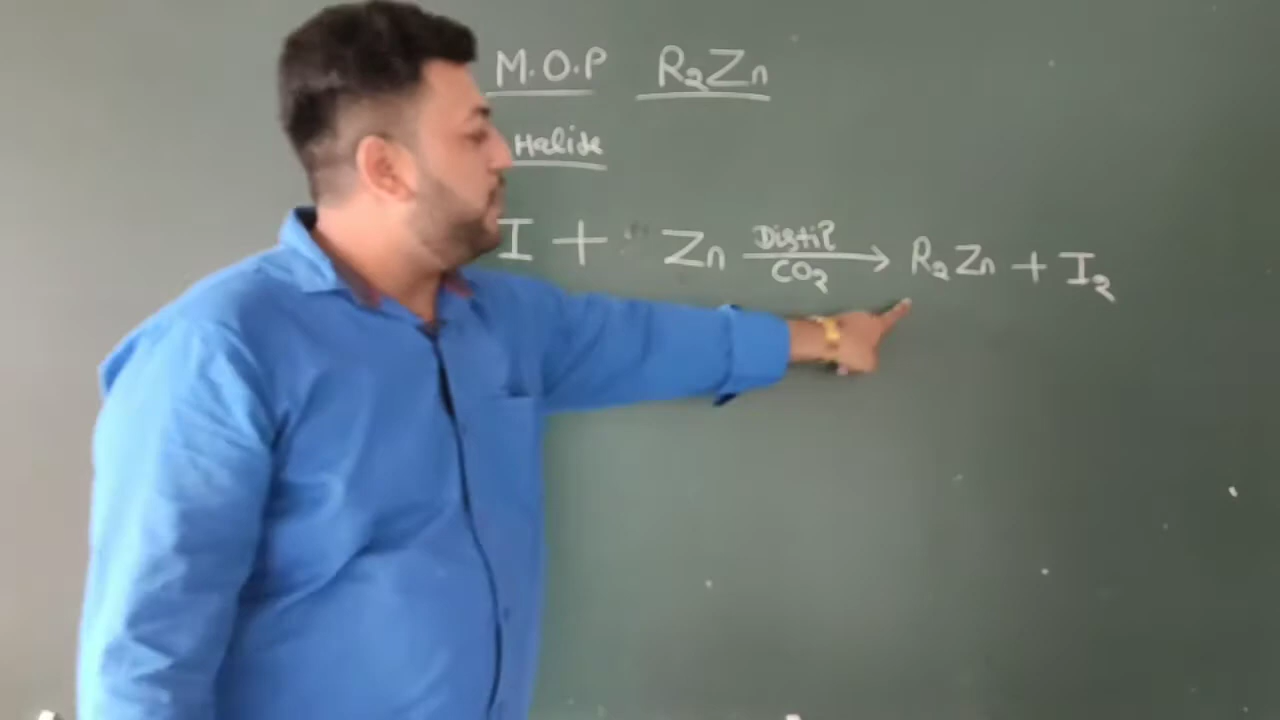 M.O.P R₂Zn
Halide
I + Zn Distil CO₂ → R₂Zn + I₂